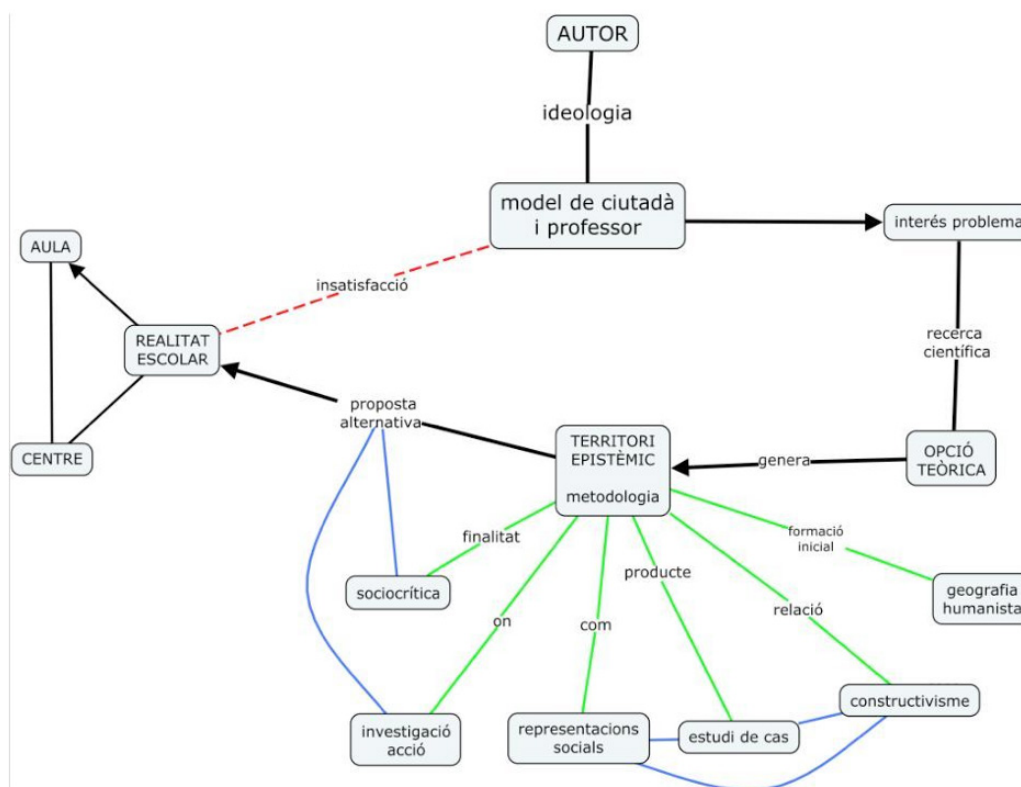 AUTOR
ideologia
model de ciutadà
i professor
interés problema
AULA
insatisfacció
REALITAT
ESCOLAR
recerca
científica
proposta
alternativa
CENTRE
TERRITORI
EPISTÈMIC
metodologia
genera
OPCIÓ
TEÒRICA
finalitat
formació
inicial
producte
sociocrítica
geografia
humanista
relació
on
com
constructivisme
investigació
acció
representacions
socials
estudi de cas